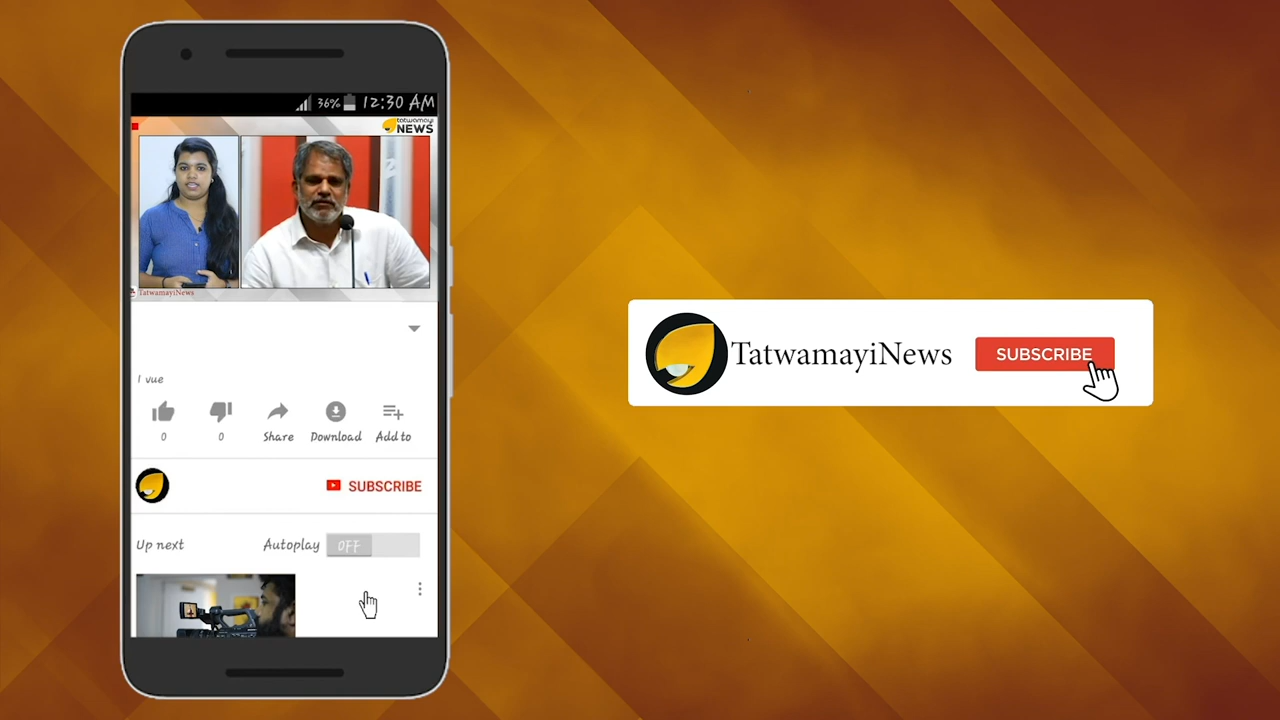 36% 12:30 AM
tatwamayi
NEWS
TatwamayiNews
1 vue
0 0 Share Download Add to
SUBSCRIBE
Up next Autoplay OFF
TatwamayiNews SUBSCRIBE